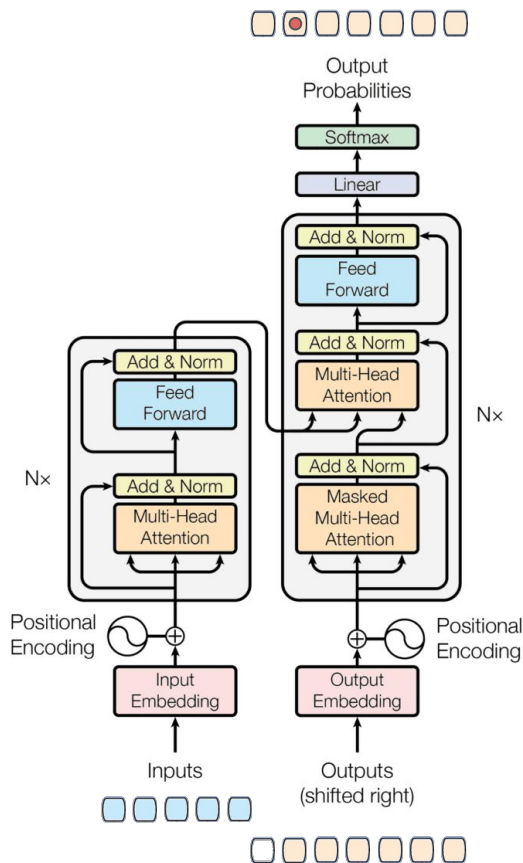 Output
Probabilities
Softmax
Linear
Add & Norm
Feed
Forward
Add & Norm
Multi-Head
Attention
Add & Norm
Masked
Multi-Head
Attention
N×
Add & Norm
Feed
Forward
Add & Norm
Multi-Head
Attention
N×
Positional
Encoding
Positional
Encoding
Input
Embedding
Output
Embedding
Inputs
Outputs
(shifted right)